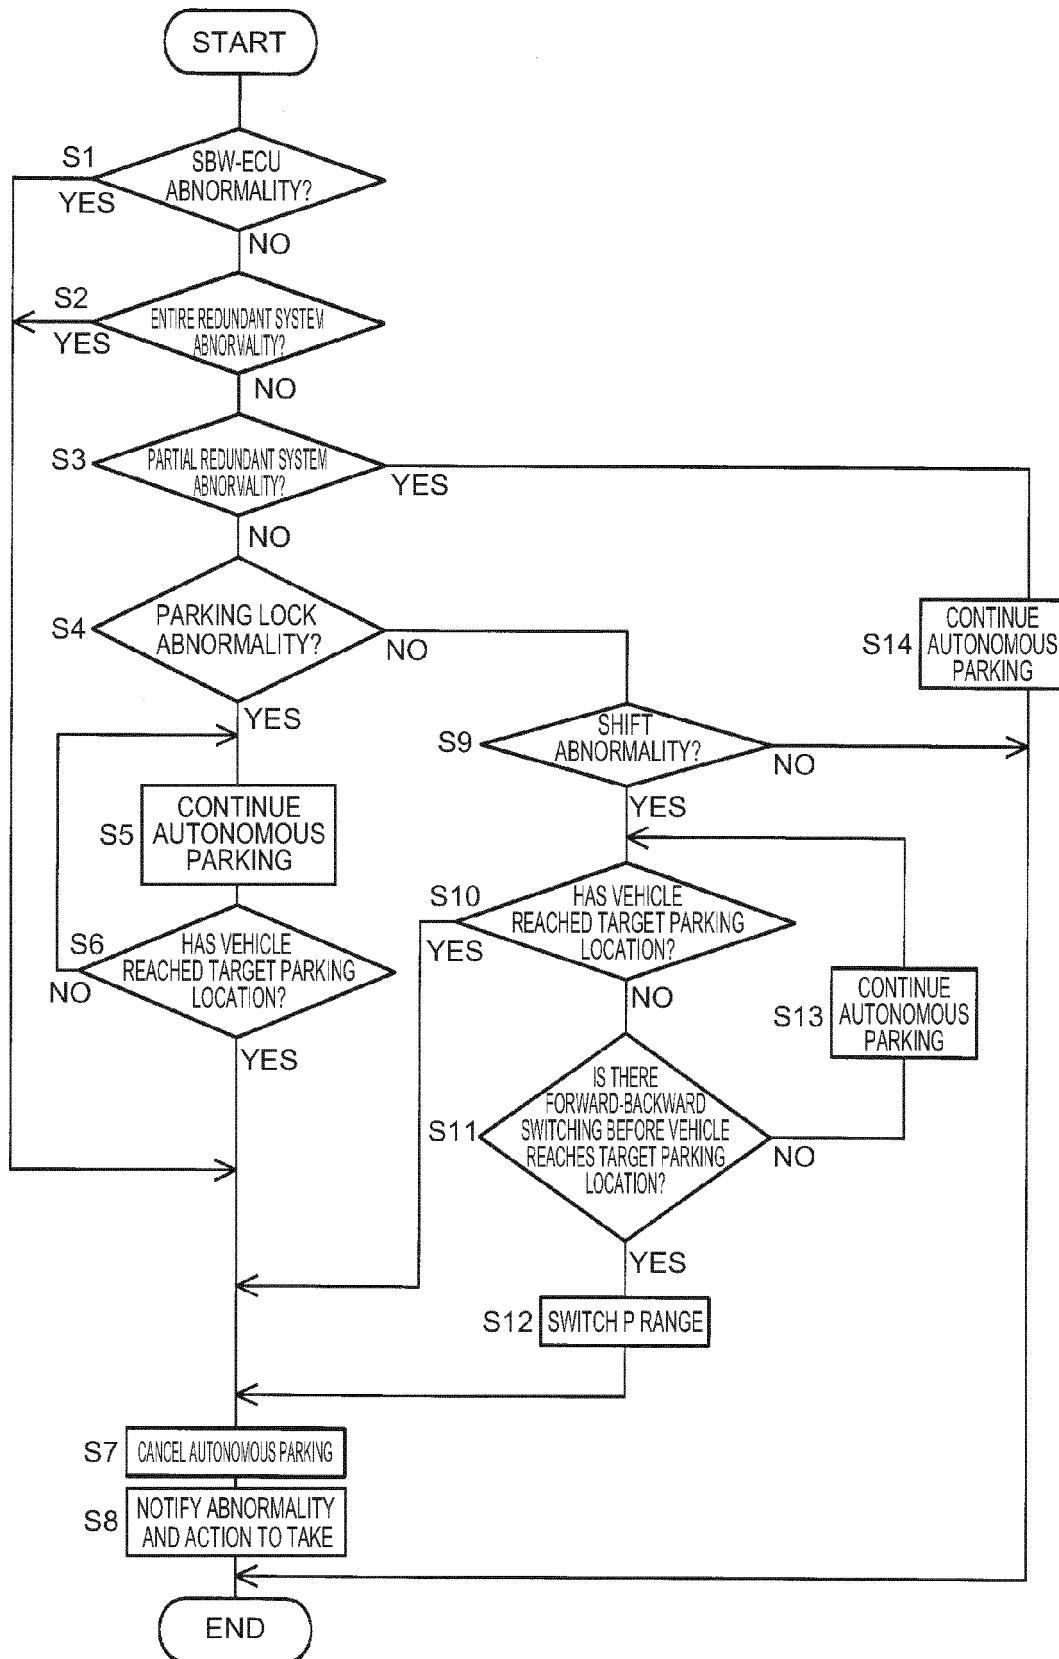 START
S1
SBW-ECU
ABNORMALITY?
YES
NO
S2
ENTIRE REDUNDANT SYSTEM
ABNORMALITY?
YES
NO
S3
PARTIAL REDUNDANT SYSTEM
ABNORMALITY?
YES
NO
S4
PARKING LOCK
ABNORMALITY?
NO
YES
S14
CONTINUE
AUTONOMOUS
PARKING
S9
SHIFT
ABNORMALITY?
NO
YES
S5
CONTINUE
AUTONOMOUS
PARKING
S10
HAS VEHICLE
REACHED TARGET PARKING
LOCATION?
YES
NO
S6
HAS VEHICLE
REACHED TARGET PARKING
LOCATION?
NO
YES
S13
CONTINUE
AUTONOMOUS
PARKING
S11
IS THERE
FORWARD-BACKWARD
SWITCHING BEFORE VEHICLE
REACHES TARGET PARKING
LOCATION?
NO
YES
S12
SWITCH P RANGE
S7
CANCEL AUTONOMOUS PARKING
S8
NOTIFY ABNORMALITY
AND ACTION TO TAKE
END